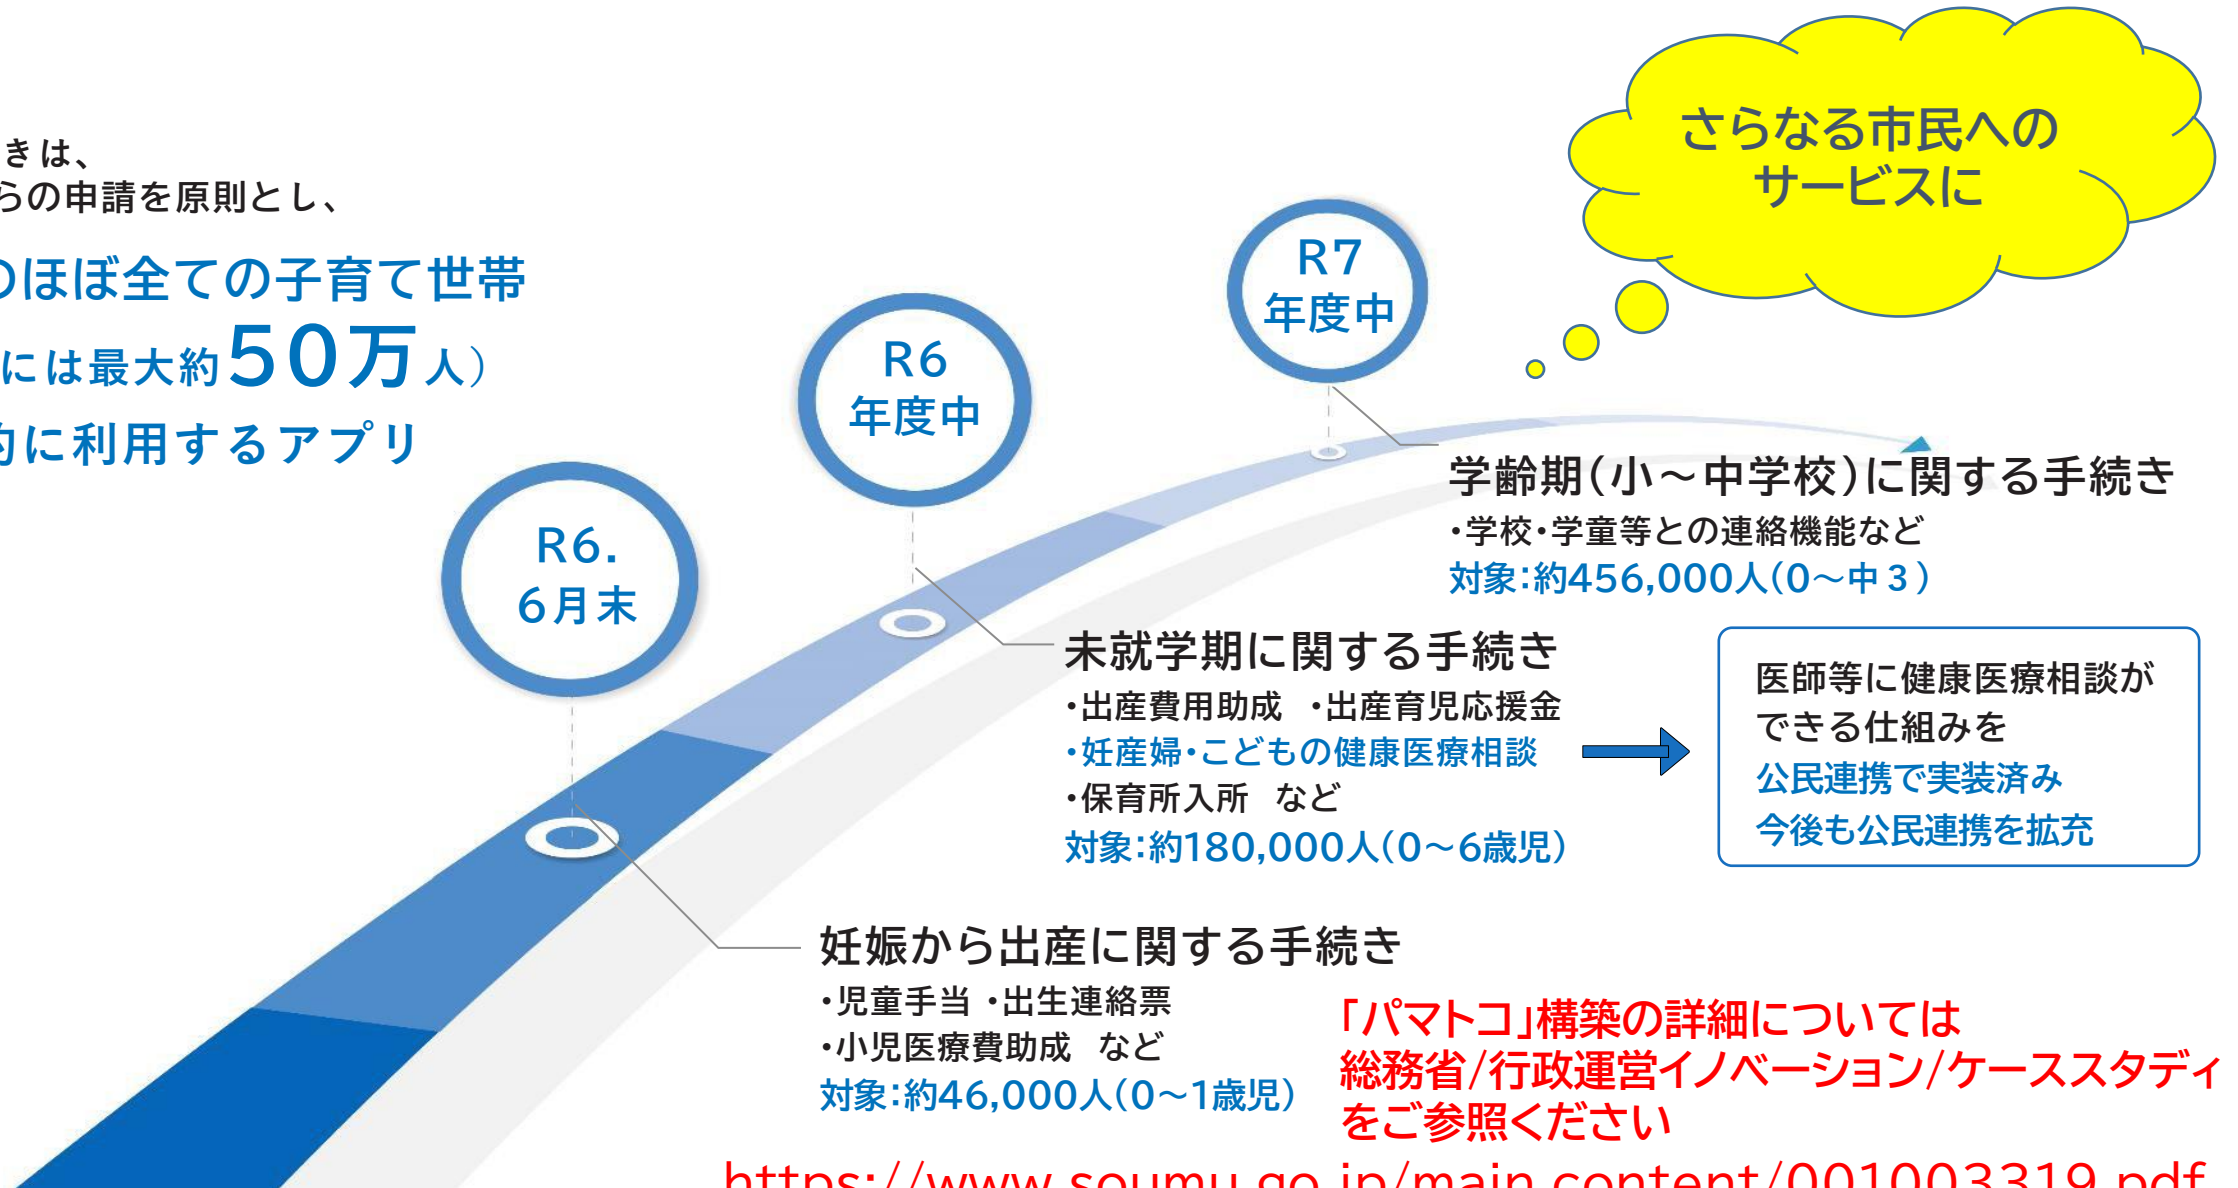 きは、
らの申請を原則とし、
のほぼ全ての子育て世帯
には最大約50万人）
的に利用するアプリ
さらなる市民への
サービスに
R7
年度中
R6
年度中
R6.
6月末
学齢期（小～中学校）に関する手続き
・学校・学童等との連絡機能など
対象：約456,000人（0～中３）
未就学期に関する手続き
・出産費用助成　・出産育児応援金
・妊産婦・こどもの健康医療相談
・保育所入所　など
対象：約180,000人（0～6歳児）
医師等に健康医療相談が
できる仕組みを
公民連携で実装済み
今後も公民連携を拡充
妊娠から出産に関する手続き
・児童手当 ・出生連絡票
・小児医療費助成　など
対象：約46,000人（0～1歳児）
「パマトコ」構築の詳細については
総務省/行政運営イノベーション/ケーススタディ
をご参照ください
https://www.soumu.go.jp/main_content/001003319.pdf